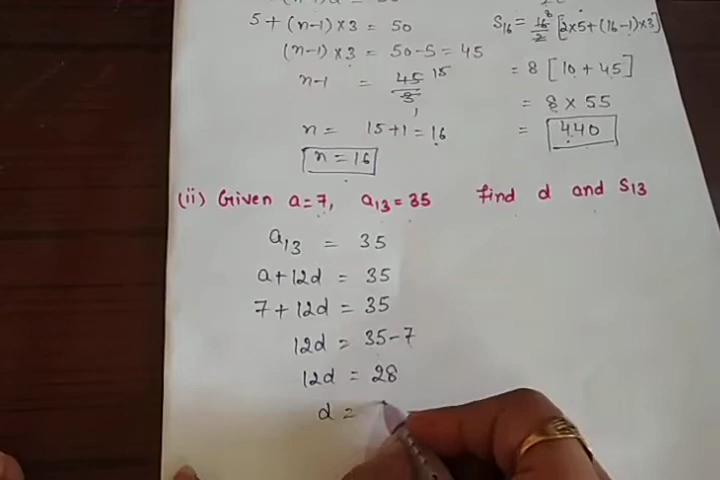 5 + (n-1) × 3 = 50
(n-1) × 3 = 50-5 = 45
n-1 = 45/3 15 1
n = 15+1 = 16
n = 16
S16 = 16/2 8 [2×5+(16-1)×3]
= 8 [10 + 45]
= 8 × 55
= 440
(ii) Given a=7, a13=35 find d and S13
a13 = 35
a+12d = 35
7+12d = 35
12d = 35-7
12d = 28
d =